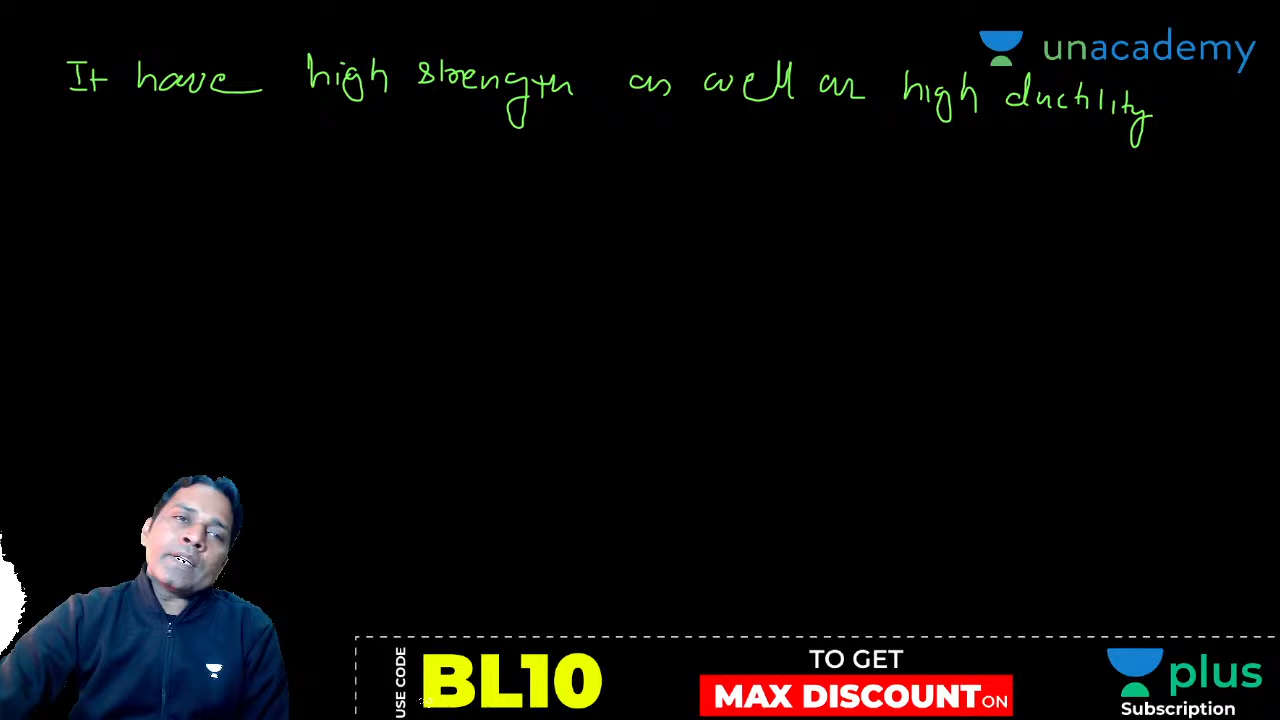 unacademy
It have high strength as well as high ductility
USE CODE
BL10
TO GET
MAX DISCOUNT ON
plus
Subscription